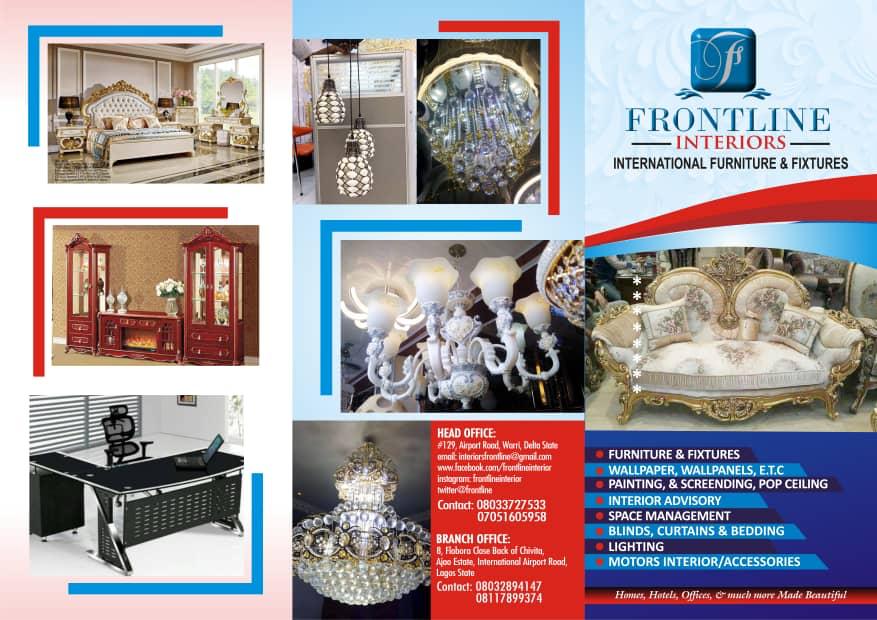 HEAD OFFICE:
#129, Airport Road, Warri, Delta State
email: interiorsfrontline@gmail.com
www.facebook.com/frontlineinterior
instagram: frontlineinterior
twitter@frontline
Contact: 08033727533
07051605958
BRANCH OFFICE:
8, Flabora Close Back of Chivita,
Ajao Estate, International Airport Road,
Lagos State
Contact: 08032894147
08117899374
FS
FRONTLINE
INTERIORS
INTERNATIONAL FURNITURE & FIXTURES
********
• FURNITURE & FIXTURES
• WALLPAPER, WALLPANELS, E.T.C
• PAINTING, & SCREENDING, POP CEILING
• INTERIOR ADVISORY
• SPACE MANAGEMENT
• BLINDS, CURTAINS & BEDDING
• LIGHTING
• MOTORS INTERIOR/ACCESSORIES
Homes, Hotels, Offices, & much more Made Beautiful